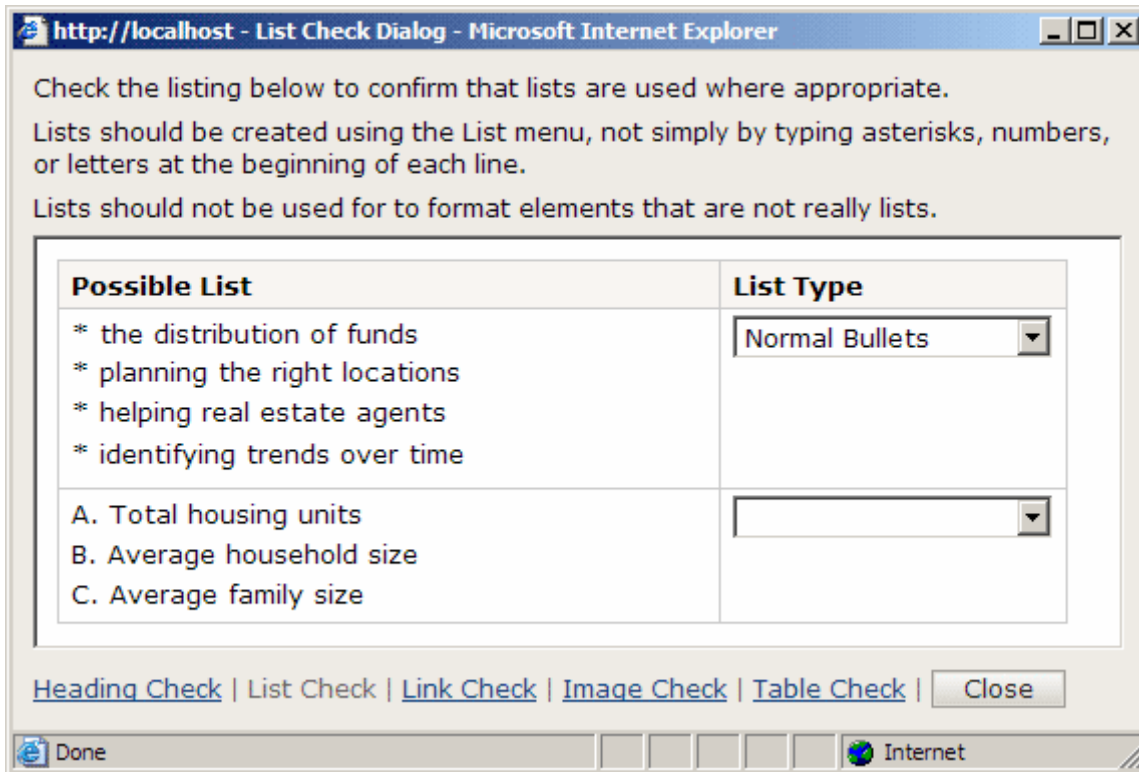 http://localhost - List Check Dialog - Microsoft Internet Explorer
Check the listing below to confirm that lists are used where appropriate.
Lists should be created using the List menu, not simply by typing asterisks, numbers,
or letters at the beginning of each line.
Lists should not be used for to format elements that are not really lists.
Possible List List Type
* the distribution of funds Normal Bullets
* planning the right locations
* helping real estate agents
* identifying trends over time
A. Total housing units
B. Average household size
C. Average family size
Heading Check | List Check | Link Check | Image Check | Table Check | Close
Done Internet